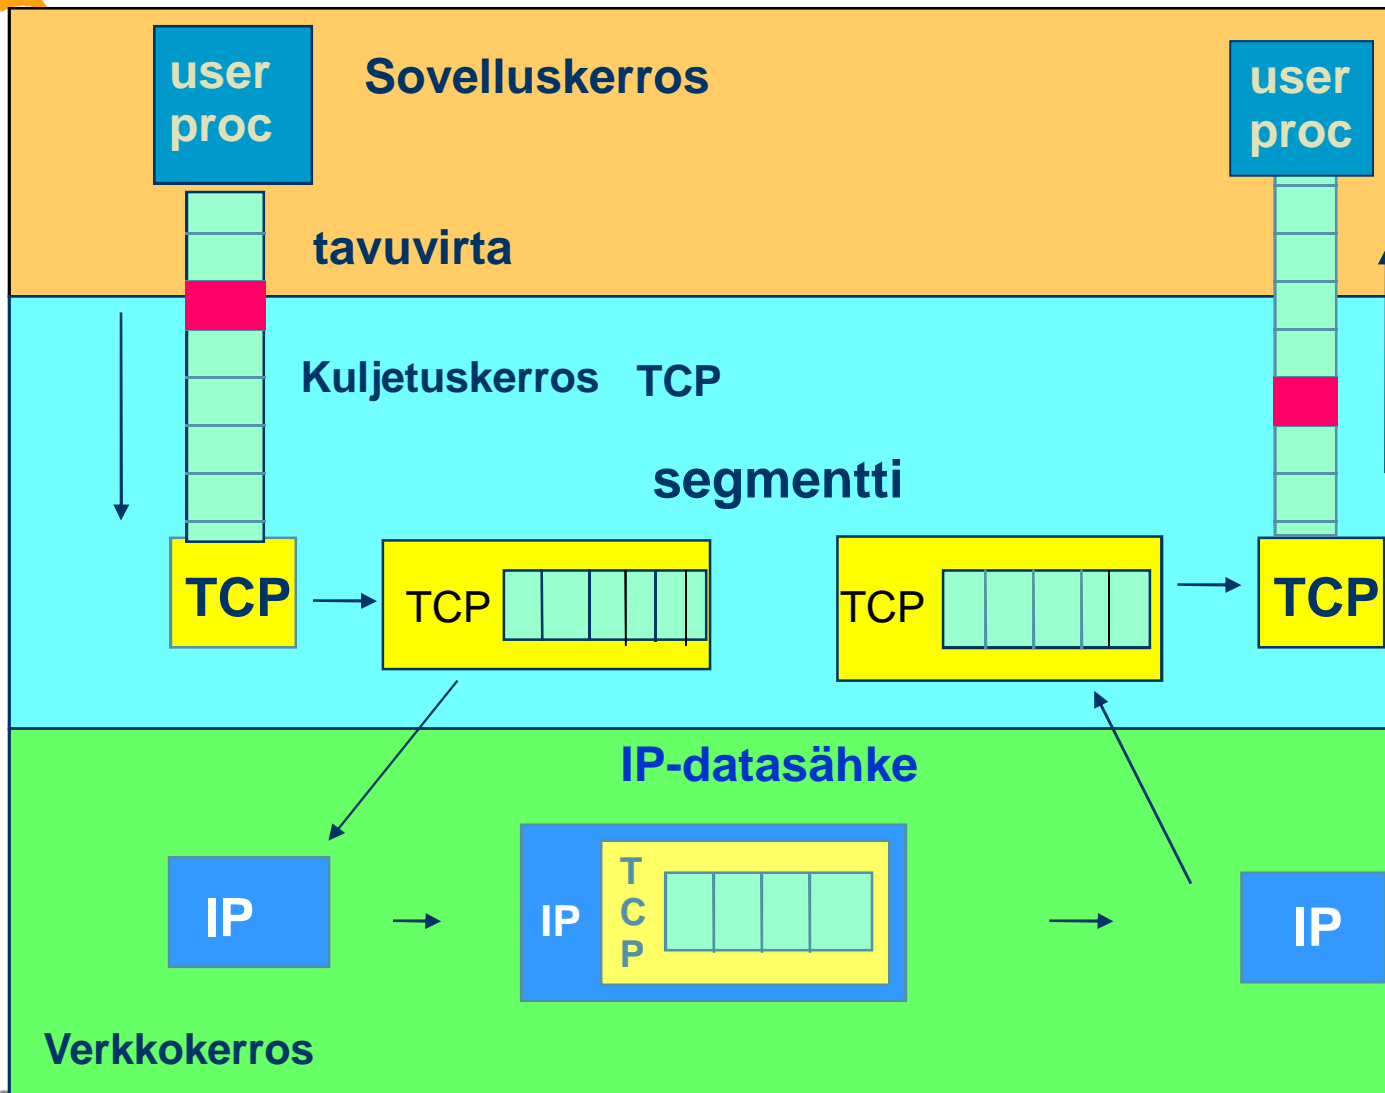 user
proc
Sovelluskerros
user
proc
tavuvirta
Kuljetuskerros TCP
segmentti
TCP
TCP
TCP
TCP
IP-datasähke
IP
IP
T
C
P
IP
Verkkokerros